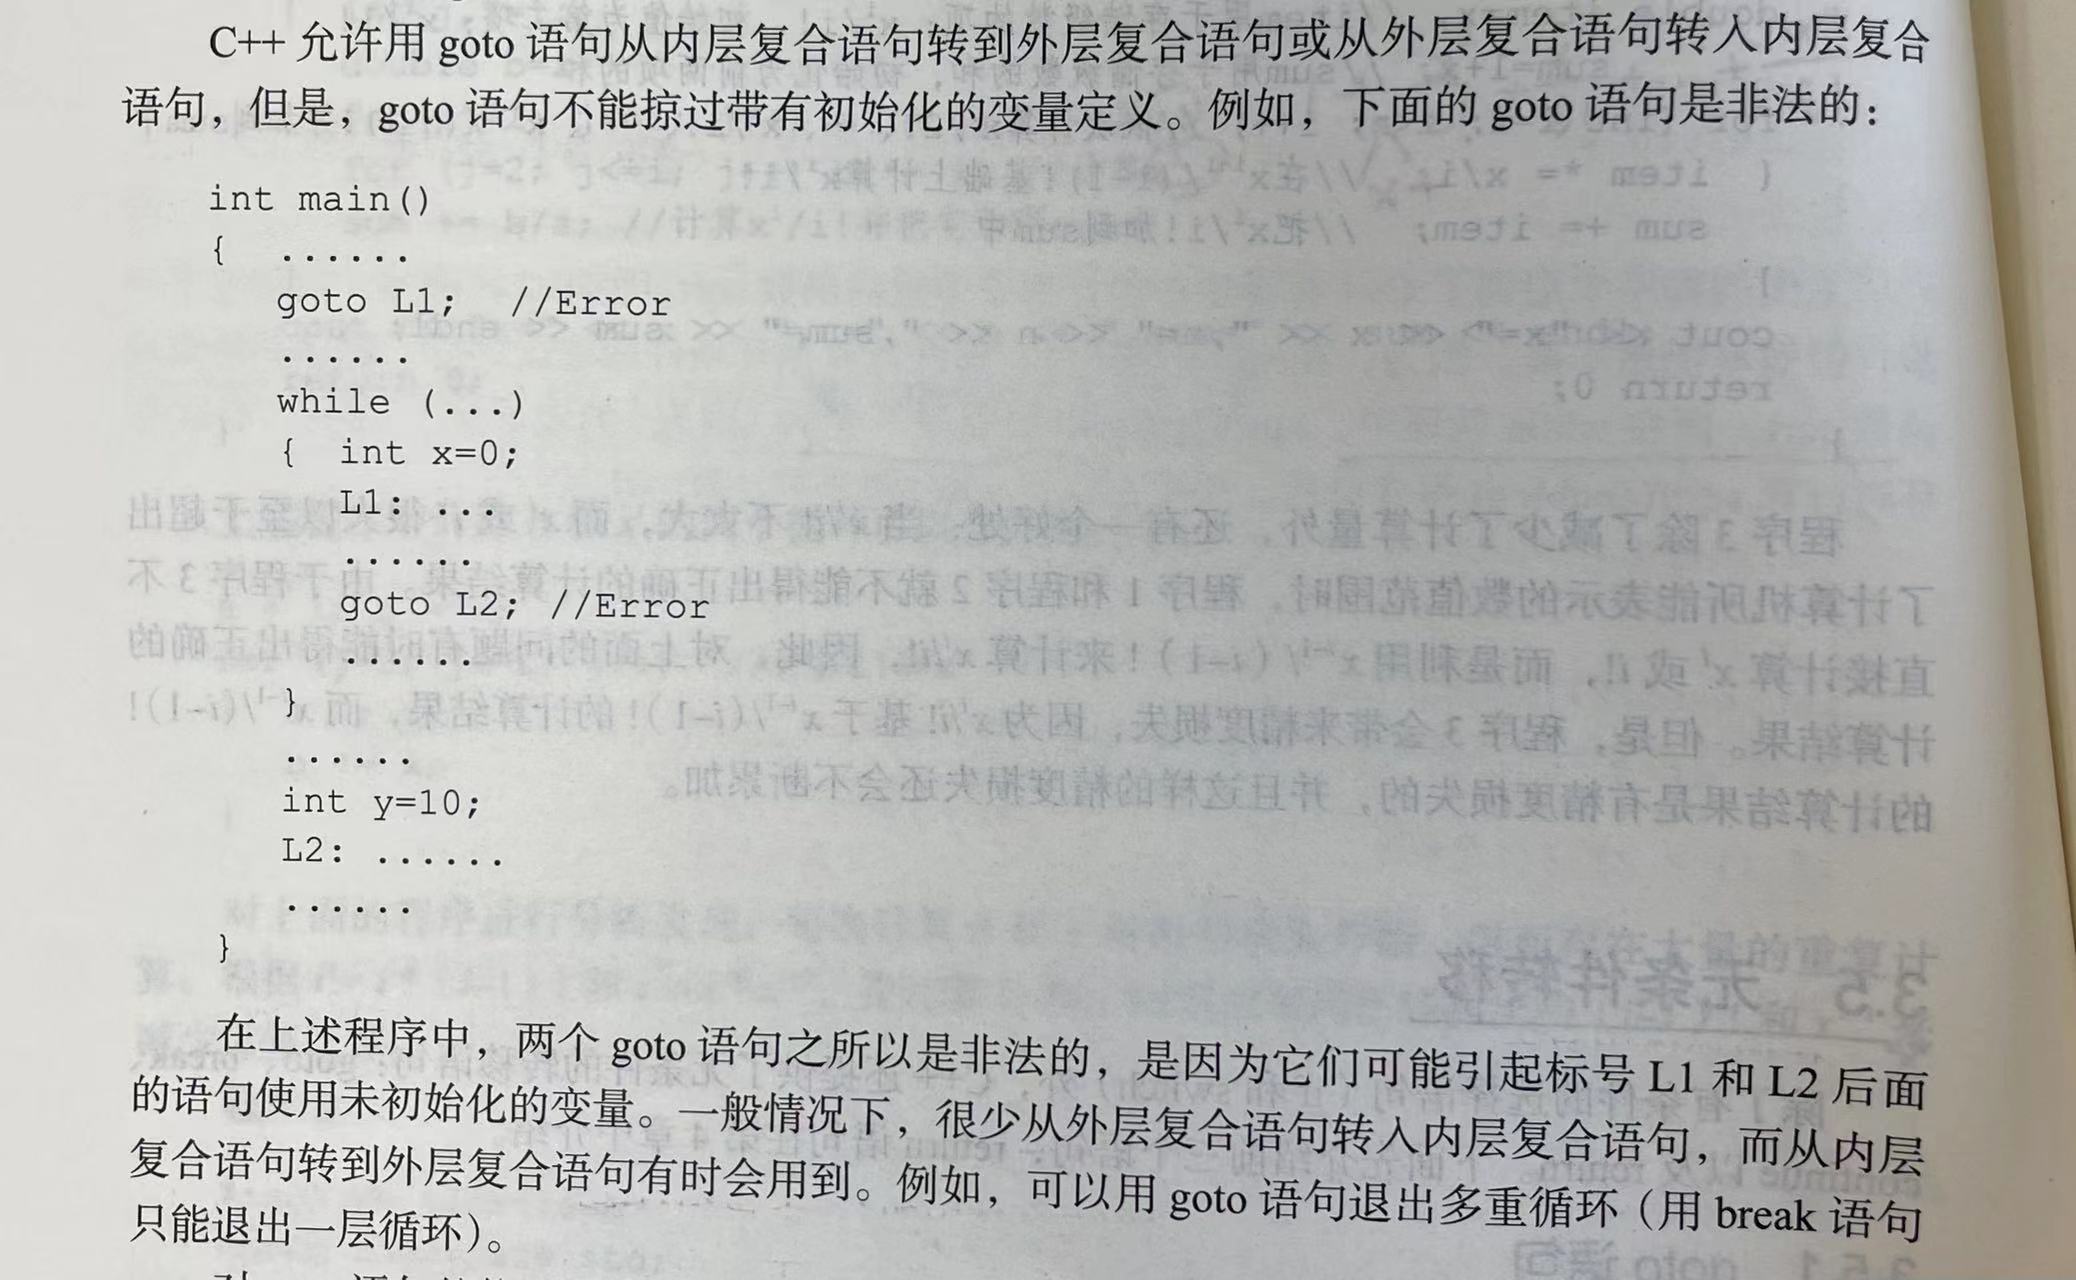 C++ 允许用 goto 语句从内层复合语句转到外层复合语句或从外层复合语句转入内层复合
语句，但是，goto 语句不能掠过带有初始化的变量定义。例如，下面的 goto 语句是非法的：
int main()
{ ......
goto L1; //Error
......
while (...)
{ int x=0;
L1: ...
......
goto L2; //Error
......
}
......
int y=10;
L2: ......
......
}
在上述程序中，两个 goto 语句之所以是非法的，是因为它们可能引起标号 L1 和 L2 后面
的语句使用未初始化的变量。一般情况下，很少从外层复合语句转入内层复合语句，而从内层
复合语句转到外层复合语句有时会用到。例如，可以用 goto 语句退出多重循环（用 break 语句
只能退出一层循环）。